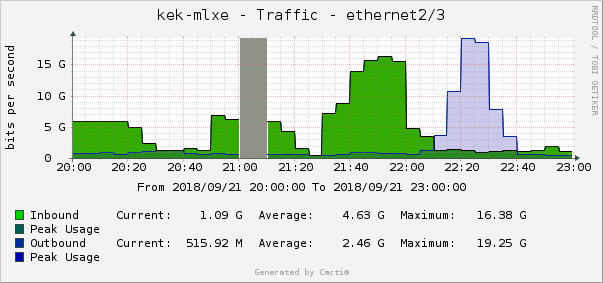 kek-mlxe - Traffic - ethernet2/3
RRDTOOL / TOBI OETIKER
bits per second
15 G
10 G
5 G
0
20:00 20:20 20:40 21:00 21:20 21:40 22:00 22:20 22:40 23:00
From 2018/09/21 20:00:00 To 2018/09/21 23:00:00
Inbound Current: 1.09 G Average: 4.63 G Maximum: 16.38 G
Peak Usage
Outbound Current: 515.92 M Average: 2.46 G Maximum: 19.25 G
Peak Usage
Generated by Cacti®